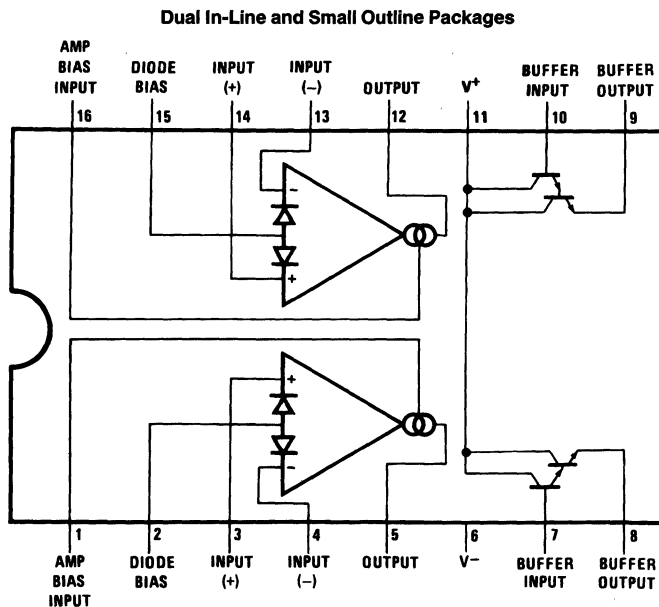 Dual In-Line and Small Outline Packages
AMP
BIAS
INPUT
DIODE
BIAS
INPUT
(+)
INPUT
(−)
OUTPUT
V+
BUFFER
INPUT
BUFFER
OUTPUT
16 15 14 13 12 11 10 9
−
+
+
−
1 2 3 4 5 6 7 8
AMP
BIAS
INPUT
DIODE
BIAS
INPUT
(+)
INPUT
(−)
OUTPUT
V−
BUFFER
INPUT
BUFFER
OUTPUT